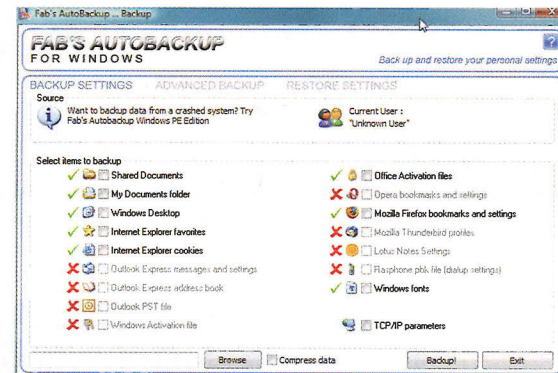 Fab's AutoBackup ... Backup
FAB'S AUTOBACKUP
FOR WINDOWS
Back up and restore your personal settings
BACKUP SETTINGS ADVANCED BACKUP RESTORE SETTINGS
Source
Want to backup data from a crashed system? Try
Fab's Autobackup Windows PE Edition
Current User :
"Unknown User"
Select items to backup
Shared Documents
My Documents folder
Windows Desktop
Internet Explorer favorites
Internet Explorer cookies
Outlook Express messages and settings
Outlook Express address book
Outlook PST file
Windows Activation file
Office Activation files
Opera bookmarks and settings
Mozilla Firefox bookmarks and settings
Mozilla Thunderbird profiles
Lotus Notes Settings
Rasphone pbk file (dialup settings)
Windows fonts
TCP/IP parameters
Browse
Compress data
Backup!
Exit